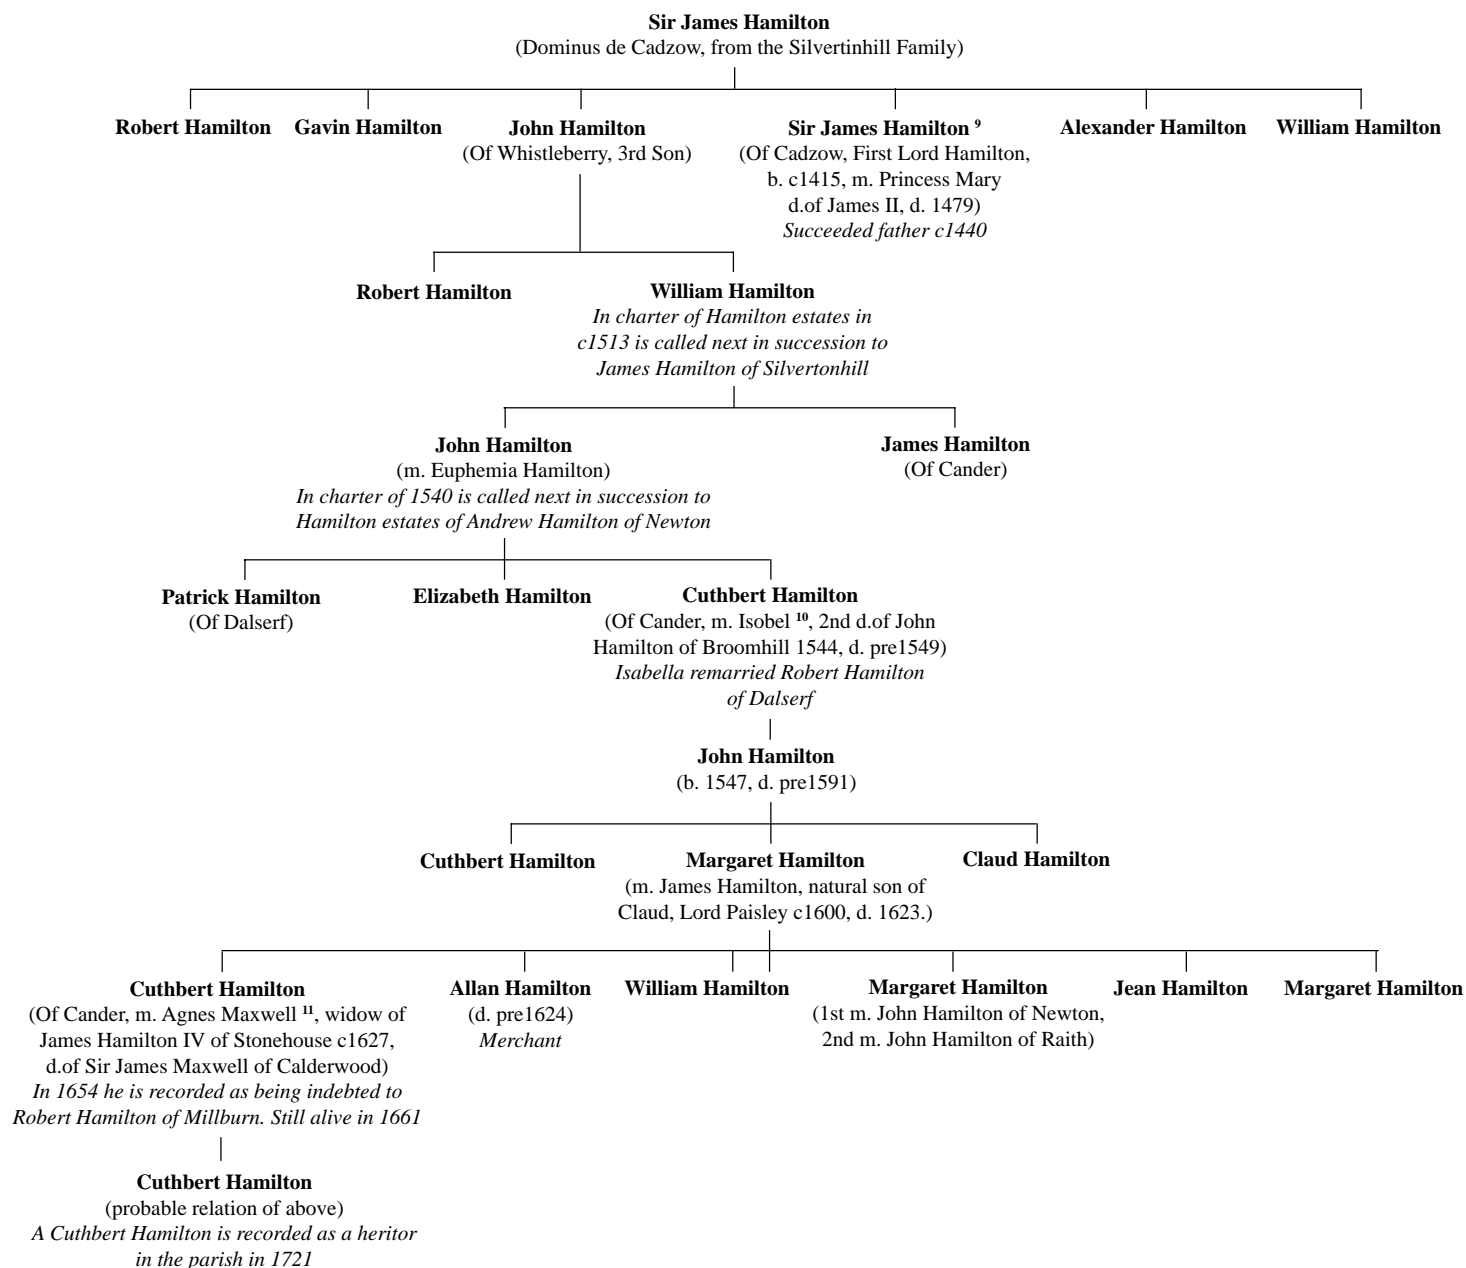 Sir James Hamilton
(Dominus de Cadzow, from the Silvertinhill Family)
Robert Hamilton
Gavin Hamilton
John Hamilton
(Of Whistleberry, 3rd Son)
Sir James Hamilton 9
(Of Cadzow, First Lord Hamilton,
b. c1415, m. Princess Mary
d.of James II, d. 1479)
Succeeded father c1440
Alexander Hamilton
William Hamilton
Robert Hamilton
William Hamilton
In charter of Hamilton estates in
c1513 is called next in succession to
James Hamilton of Silvertonhill
John Hamilton
(m. Euphemia Hamilton)
In charter of 1540 is called next in succession to
Hamilton estates of Andrew Hamilton of Newton
James Hamilton
(Of Cander)
Patrick Hamilton
(Of Dalserf)
Elizabeth Hamilton
Cuthbert Hamilton
(Of Cander, m. Isobel 10, 2nd d.of John
Hamilton of Broomhill 1544, d. pre1549)
Isabella remarried Robert Hamilton
of Dalserf
John Hamilton
(b. 1547, d. pre1591)
Cuthbert Hamilton
Margaret Hamilton
(m. James Hamilton, natural son of
Claud, Lord Paisley c1600, d. 1623.)
Claud Hamilton
Cuthbert Hamilton
(Of Cander, m. Agnes Maxwell 11, widow of
James Hamilton IV of Stonehouse c1627,
d.of Sir James Maxwell of Calderwood)
In 1654 he is recorded as being indebted to
Robert Hamilton of Millburn. Still alive in 1661
Allan Hamilton
(d. pre1624)
Merchant
William Hamilton
Margaret Hamilton
(1st m. John Hamilton of Newton,
2nd m. John Hamilton of Raith)
Jean Hamilton
Margaret Hamilton
Cuthbert Hamilton
(probable relation of above)
A Cuthbert Hamilton is recorded as a heritor
in the parish in 1721